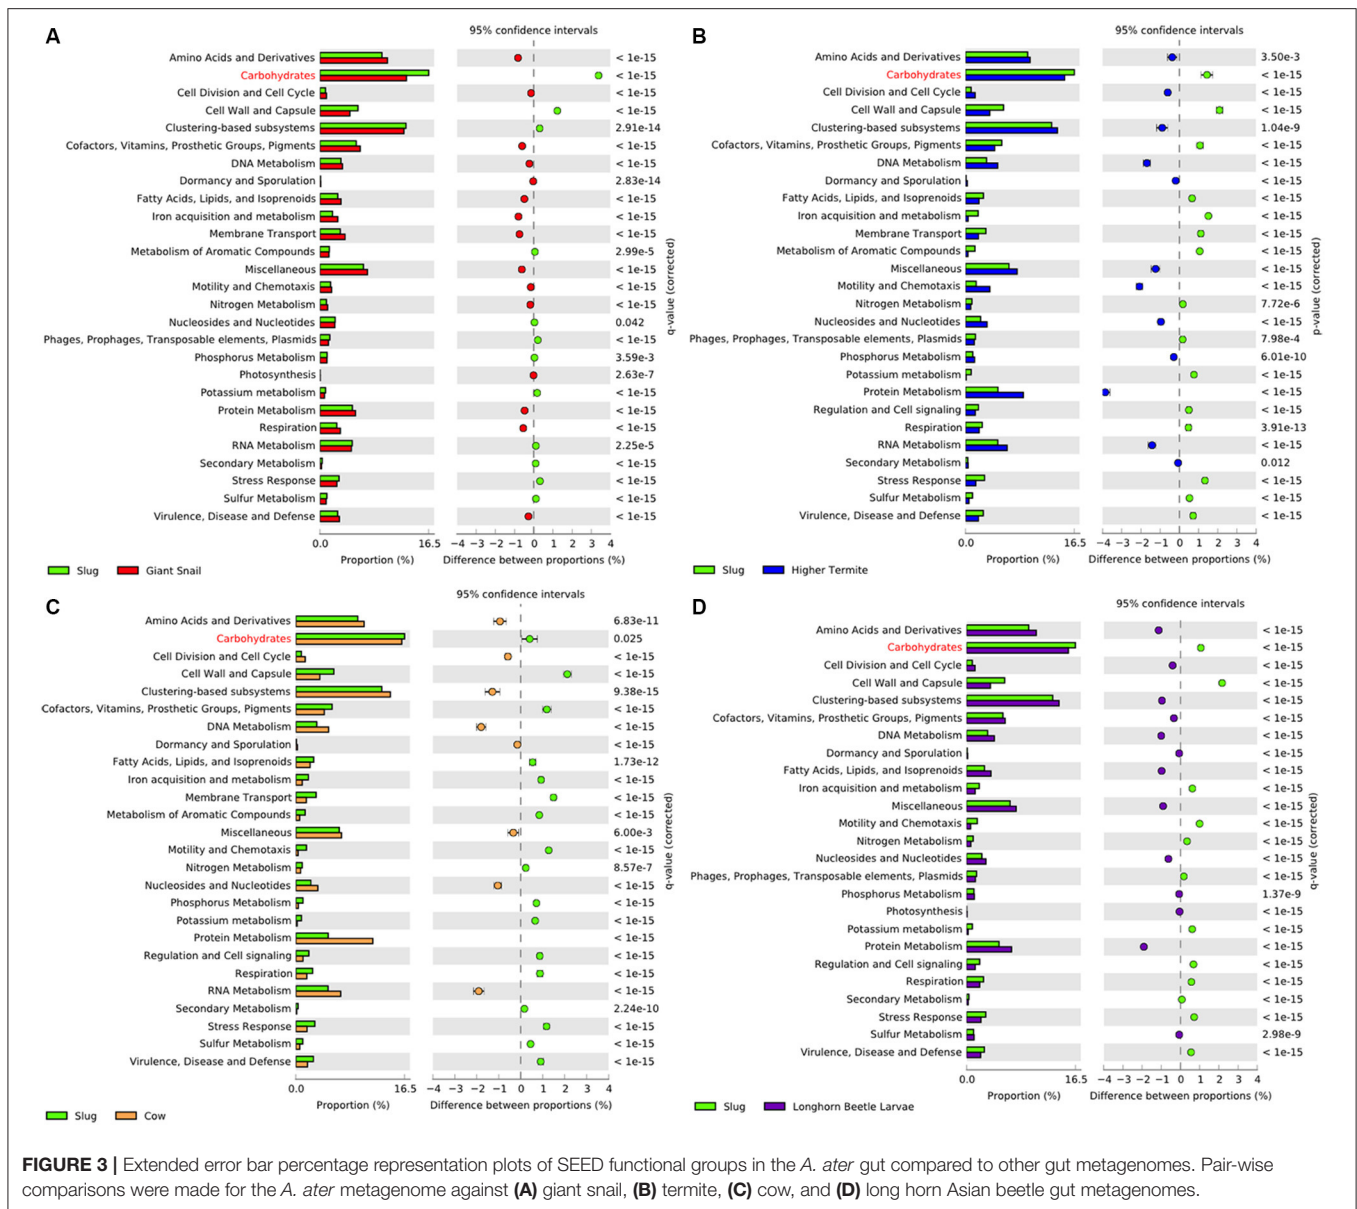 A
95% confidence intervals
Amino Acids and Derivatives < 1e-15
Carbohydrates < 1e-15
Cell Division and Cell Cycle < 1e-15
Cell Wall and Capsule < 1e-15
Clustering-based subsystems 2.91e-14
Cofactors, Vitamins, Prosthetic Groups, Pigments < 1e-15
DNA Metabolism < 1e-15
Dormancy and Sporulation 2.83e-14
Fatty Acids, Lipids, and Isoprenoids < 1e-15
Iron acquisition and metabolism < 1e-15
Membrane Transport < 1e-15
Metabolism of Aromatic Compounds 2.99e-5
Miscellaneous < 1e-15
Motility and Chemotaxis < 1e-15
Nitrogen Metabolism < 1e-15
Nucleosides and Nucleotides 0.042
Phages, Prophages, Transposable elements, Plasmids < 1e-15
Phosphorus Metabolism 3.59e-3
Photosynthesis 2.63e-7
Potassium metabolism < 1e-15
Protein Metabolism < 1e-15
Respiration < 1e-15
RNA Metabolism 2.25e-5
Secondary Metabolism < 1e-15
Stress Response < 1e-15
Sulfur Metabolism < 1e-15
Virulence, Disease and Defense < 1e-15
q-value (corrected)
0.0 16.5 −4 −3 −2 −1 0 1 2 3 4
Proportion (%) Difference between proportions (%)
Slug Giant Snail
B
95% confidence intervals
Amino Acids and Derivatives 3.50e-3
Carbohydrates < 1e-15
Cell Division and Cell Cycle < 1e-15
Cell Wall and Capsule < 1e-15
Clustering-based subsystems 1.04e-9
Cofactors, Vitamins, Prosthetic Groups, Pigments < 1e-15
DNA Metabolism < 1e-15
Dormancy and Sporulation < 1e-15
Fatty Acids, Lipids, and Isoprenoids < 1e-15
Iron acquisition and metabolism < 1e-15
Membrane Transport < 1e-15
Metabolism of Aromatic Compounds < 1e-15
Miscellaneous < 1e-15
Motility and Chemotaxis < 1e-15
Nitrogen Metabolism 7.72e-6
Nucleosides and Nucleotides < 1e-15
Phages, Prophages, Transposable elements, Plasmids 7.98e-4
Phosphorus Metabolism 6.01e-10
Potassium metabolism < 1e-15
Protein Metabolism < 1e-15
Regulation and Cell signaling < 1e-15
Respiration 3.91e-13
RNA Metabolism < 1e-15
Secondary Metabolism 0.012
Stress Response < 1e-15
Sulfur Metabolism < 1e-15
Virulence, Disease and Defense < 1e-15
p-value (corrected)
0.0 16.5 −4 −3 −2 −1 0 1 2 3 4
Proportion (%) Difference between proportions (%)
Slug Higher Termite
C
95% confidence intervals
Amino Acids and Derivatives 6.83e-11
Carbohydrates 0.025
Cell Division and Cell Cycle < 1e-15
Cell Wall and Capsule < 1e-15
Clustering-based subsystems 9.38e-15
Cofactors, Vitamins, Prosthetic Groups, Pigments < 1e-15
DNA Metabolism < 1e-15
Dormancy and Sporulation < 1e-15
Fatty Acids, Lipids, and Isoprenoids 1.73e-12
Iron acquisition and metabolism < 1e-15
Membrane Transport < 1e-15
Metabolism of Aromatic Compounds < 1e-15
Miscellaneous 6.00e-3
Motility and Chemotaxis < 1e-15
Nitrogen Metabolism 8.57e-7
Nucleosides and Nucleotides < 1e-15
Phosphorus Metabolism < 1e-15
Potassium metabolism < 1e-15
Protein Metabolism < 1e-15
Regulation and Cell signaling < 1e-15
Respiration < 1e-15
RNA Metabolism < 1e-15
Secondary Metabolism 2.24e-10
Stress Response < 1e-15
Sulfur Metabolism < 1e-15
Virulence, Disease and Defense < 1e-15
q-value (corrected)
0.0 16.5 −4 −3 −2 −1 0 1 2 3 4
Proportion (%) Difference between proportions (%)
Slug Cow
D
95% confidence intervals
Amino Acids and Derivatives < 1e-15
Carbohydrates < 1e-15
Cell Division and Cell Cycle < 1e-15
Cell Wall and Capsule < 1e-15
Clustering-based subsystems < 1e-15
Cofactors, Vitamins, Prosthetic Groups, Pigments < 1e-15
DNA Metabolism < 1e-15
Dormancy and Sporulation < 1e-15
Fatty Acids, Lipids, and Isoprenoids < 1e-15
Iron acquisition and metabolism < 1e-15
Miscellaneous < 1e-15
Motility and Chemotaxis < 1e-15
Nitrogen Metabolism < 1e-15
Nucleosides and Nucleotides < 1e-15
Phages, Prophages, Transposable elements, Plasmids < 1e-15
Phosphorus Metabolism 1.37e-9
Photosynthesis < 1e-15
Potassium metabolism < 1e-15
Protein Metabolism < 1e-15
Regulation and Cell signaling < 1e-15
Respiration < 1e-15
Secondary Metabolism < 1e-15
Stress Response < 1e-15
Sulfur Metabolism 2.98e-9
Virulence, Disease and Defense < 1e-15
q-value (corrected)
0.0 16.5 −4 −3 −2 −1 0 1 2 3 4
Proportion (%) Difference between proportions (%)
Slug Longhorn Beetle Larvae
FIGURE 3 | Extended error bar percentage representation plots of SEED functional groups in the A. ater gut compared to other gut metagenomes. Pair-wise
comparisons were made for the A. ater metagenome against (A) giant snail, (B) termite, (C) cow, and (D) long horn Asian beetle gut metagenomes.